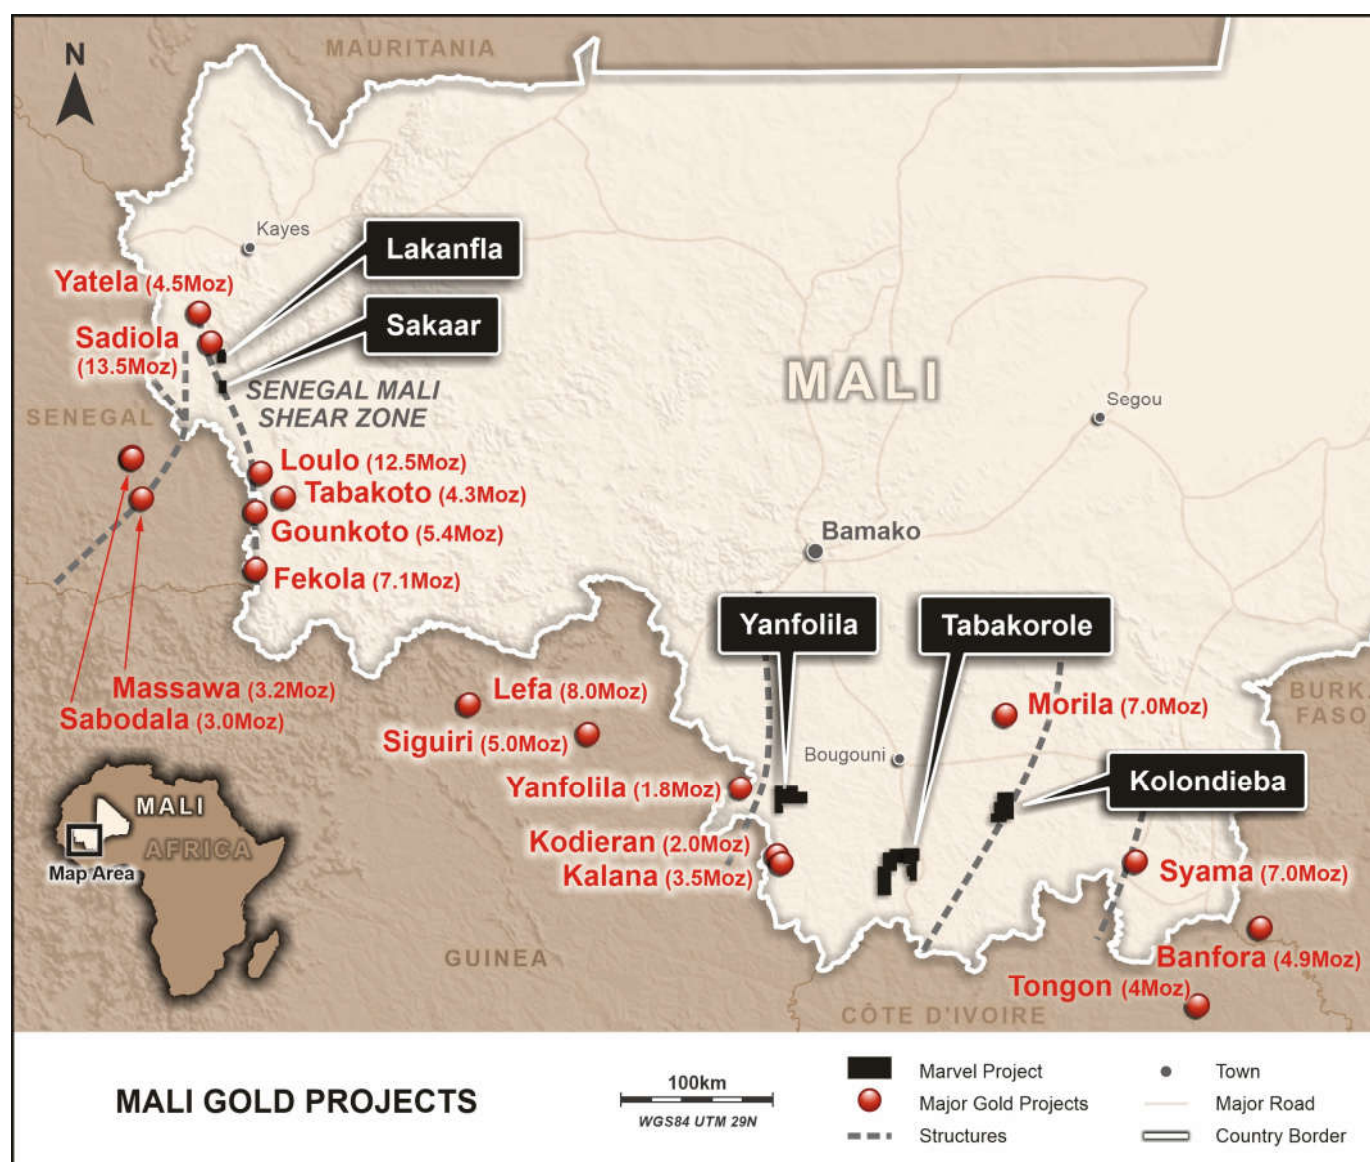 MAURITANIA
N
Kayes
Lakanfla
Yatela (4.5Moz)
Sakaar
Sadiola
(13.5Moz)
MALI
SENEGAL MALI
SHEAR ZONE
SENEGAL
Segou
Loulo (12.5Moz)
Tabakoto (4.3Moz)
Gounkoto (5.4Moz)
Bamako
Fekola (7.1Moz)
Yanfolila
Tabakorole
Massawa (3.2Moz)
Sabodala (3.0Moz)
Lefa (8.0Moz)
Siguiri (5.0Moz)
Morila (7.0Moz)
BURK
FASO
Bougouni
Yanfolila (1.8Moz)
Kolondieba
MALI
AFRICA
Map Area
Kodieran (2.0Moz)
Kalana (3.5Moz)
Syama (7.0Moz)
GUINEA
Banfora (4.9Moz)
Tongon (4Moz)
CÔTE D'IVOIRE
MALI GOLD PROJECTS
100km
WGS84 UTM 29N
Marvel Project
Major Gold Projects
Structures
Town
Major Road
Country Border